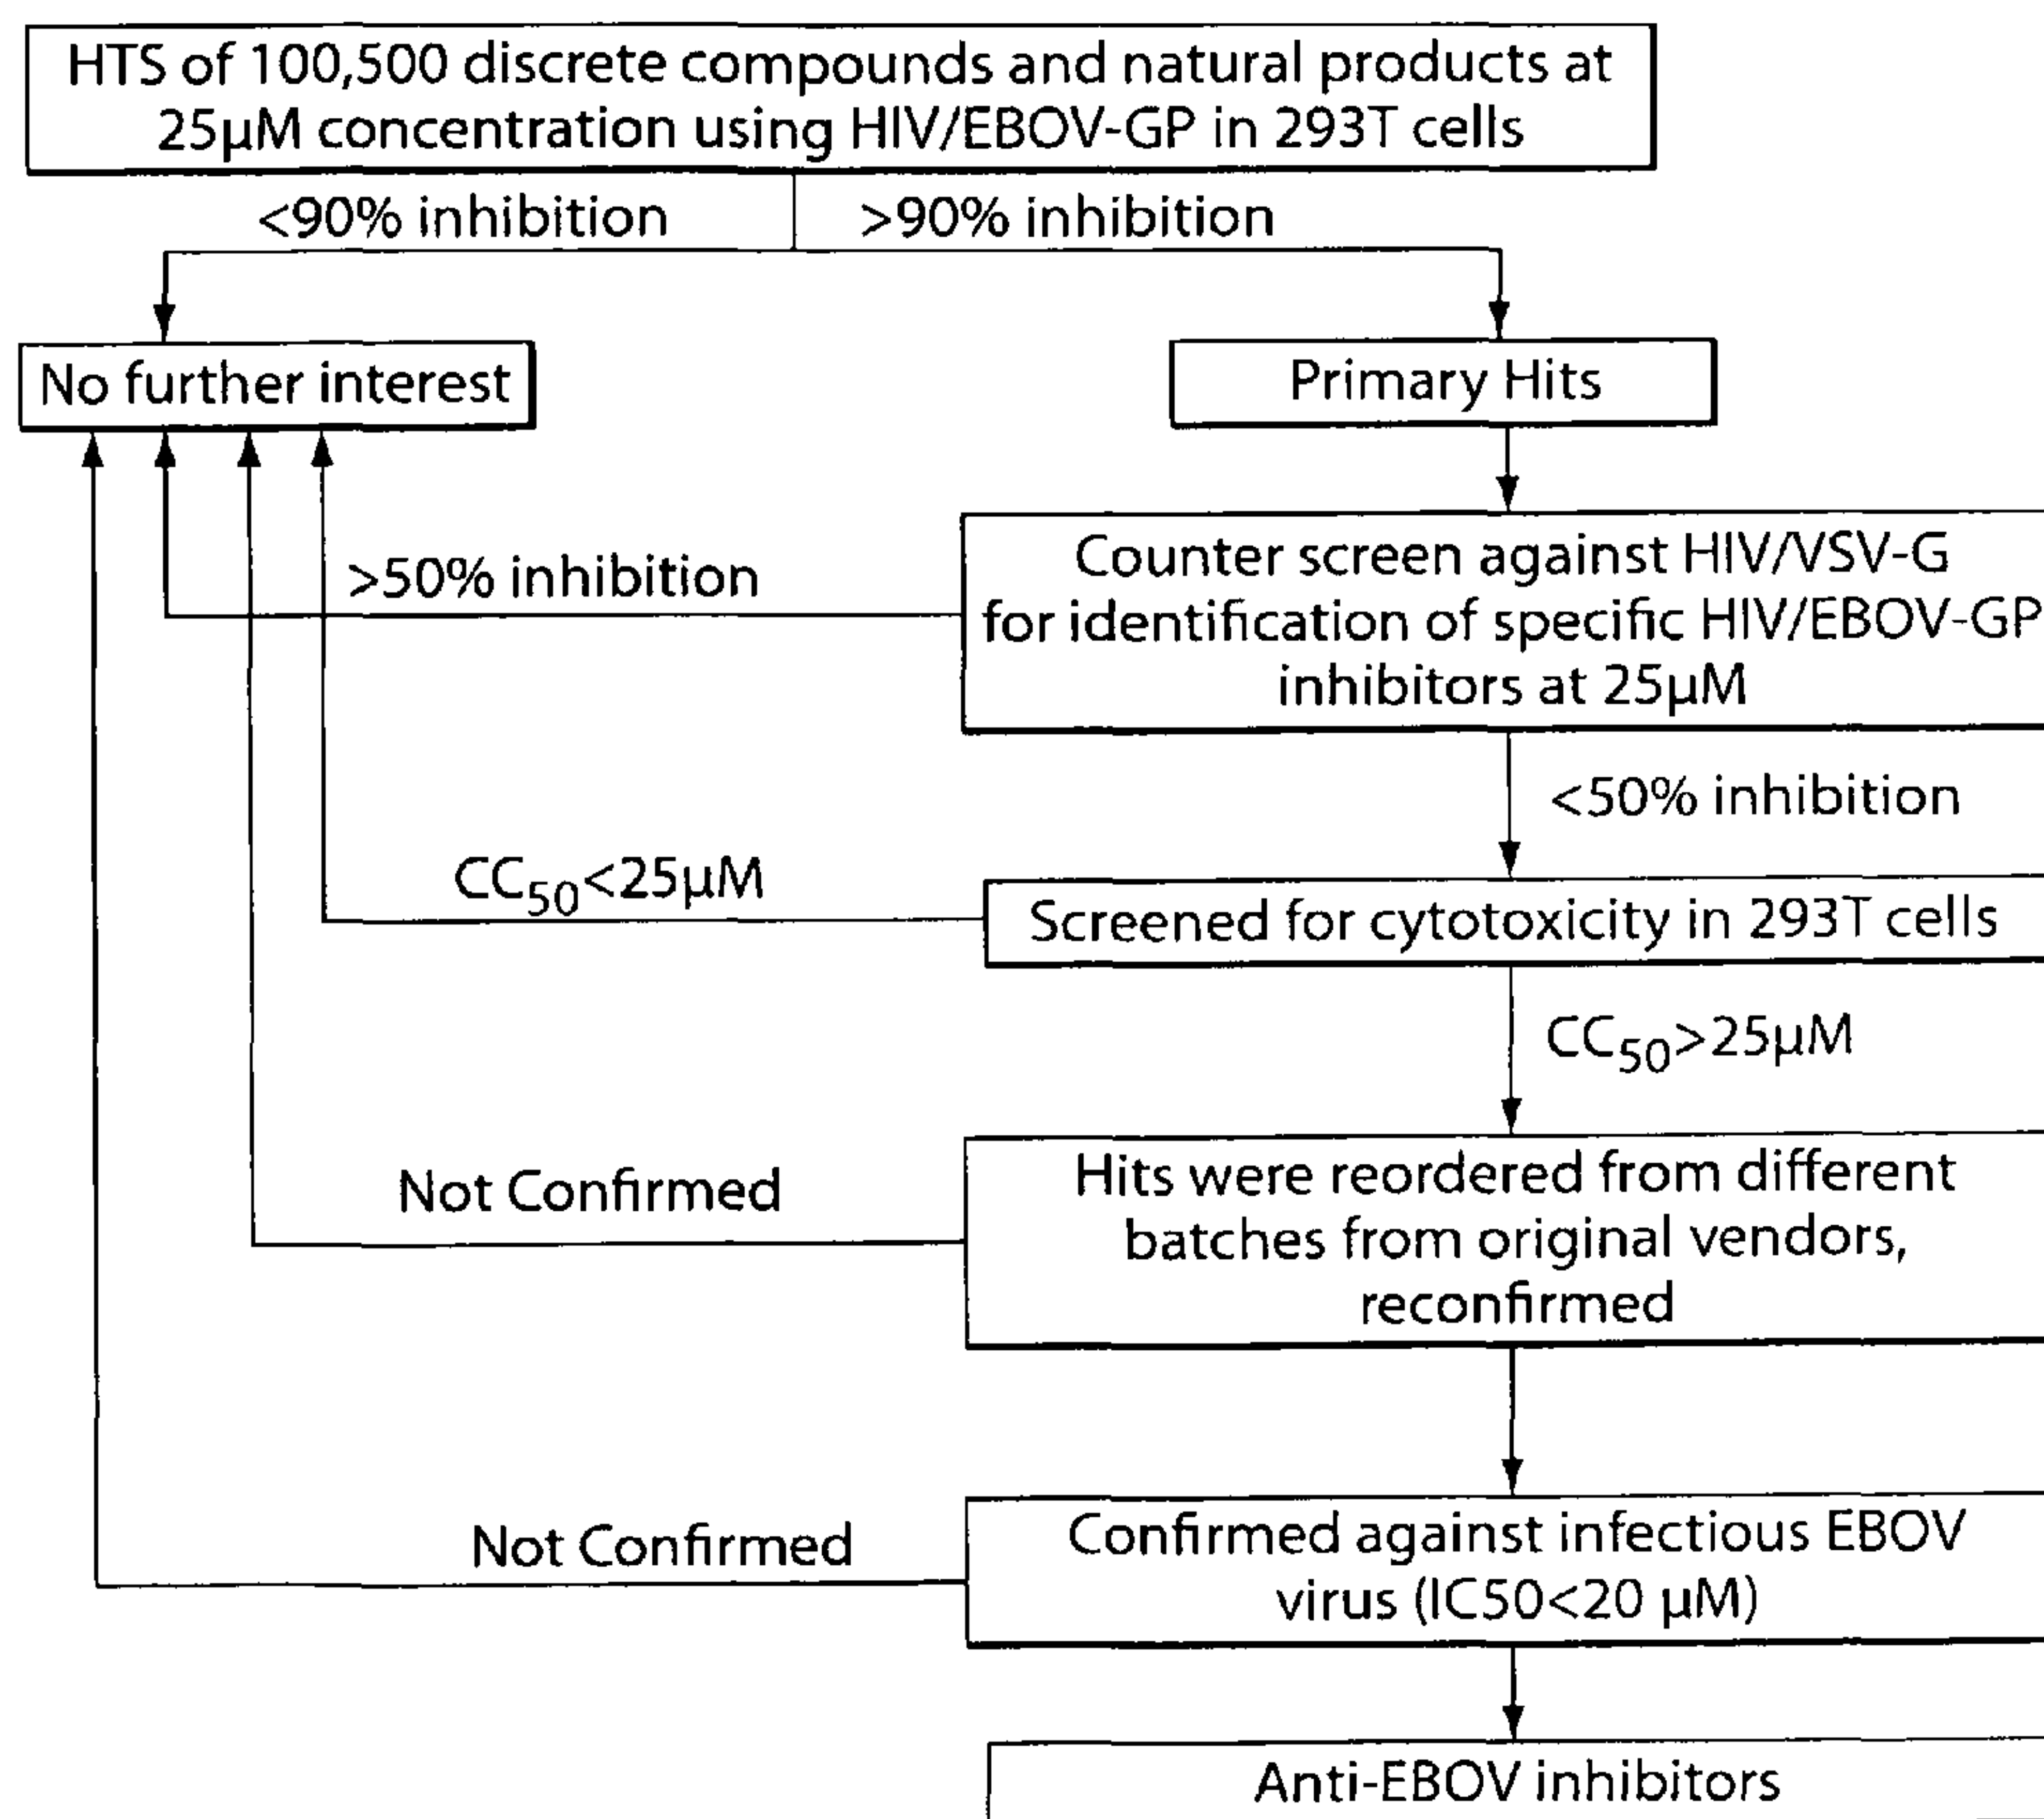 HTS of 100,500 discrete compounds and natural products at
25μM concentration using HIV/EBOV-GP in 293T cells
<90% inhibition
>90% inhibition
No further interest
Primary Hits
Counter screen against HIV/VSV-G
for identification of specific HIV/EBOV-GP
inhibitors at 25μM
>50% inhibition
<50% inhibition
CC50<25μM
Screened for cytotoxicity in 293T cells
CC50>25μM
Hits were reordered from different
batches from original vendors,
reconfirmed
Not Confirmed
Confirmed against infectious EBOV
virus (IC50<20 μM)
Not Confirmed
Anti-EBOV inhibitors